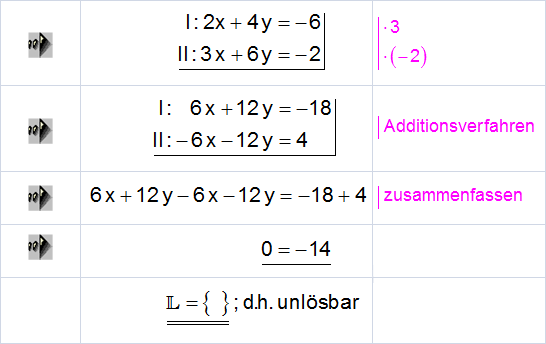 I: 2x + 4y = −6 | ·3
II: 3x + 6y = −2 | ·(−2)
I: 6x + 12y = −18
II: −6x − 12y = 4 | Additionsverfahren
6x + 12y − 6x − 12y = −18 + 4 | zusammenfassen
0 = −14
𝕃 = { } ; d.h. unlösbar